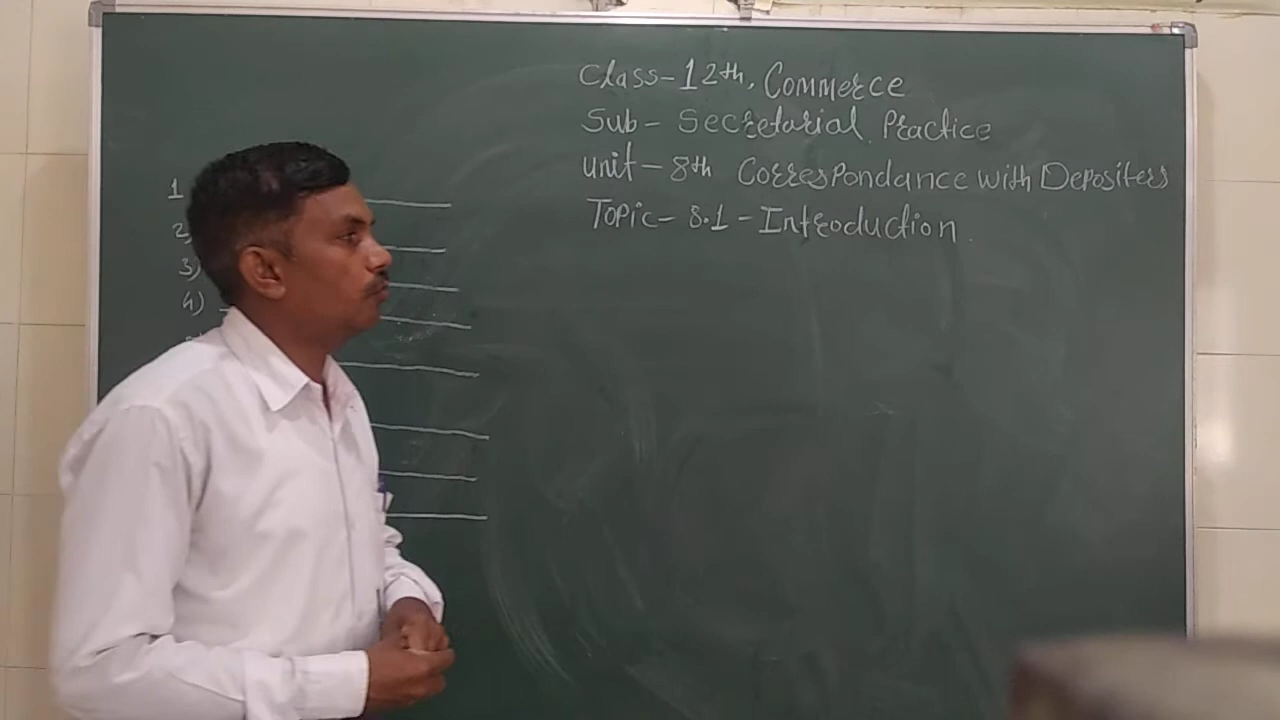 Class-12th, Commerce
Sub- Secretarial Practice
Unit-8th Correspondance with Depositers
Topic- 8.1 - Introduction.
1
2)
3)
4)